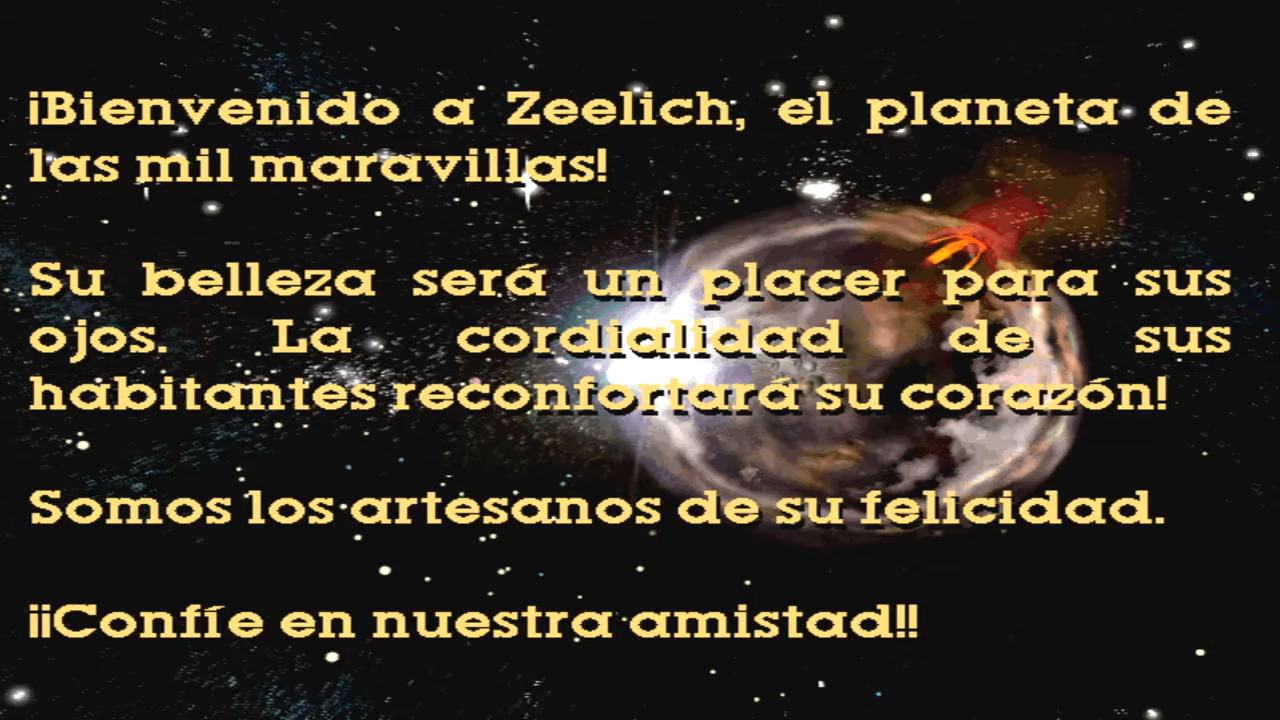 ¡Bienvenido a Zeelich, el planeta de
las mil maravillas!
Su belleza será un placer para sus
ojos. La cordialidad de sus
habitantes reconfortará su corazón!
Somos los artesanos de su felicidad.
¡¡Confíe en nuestra amistad!!